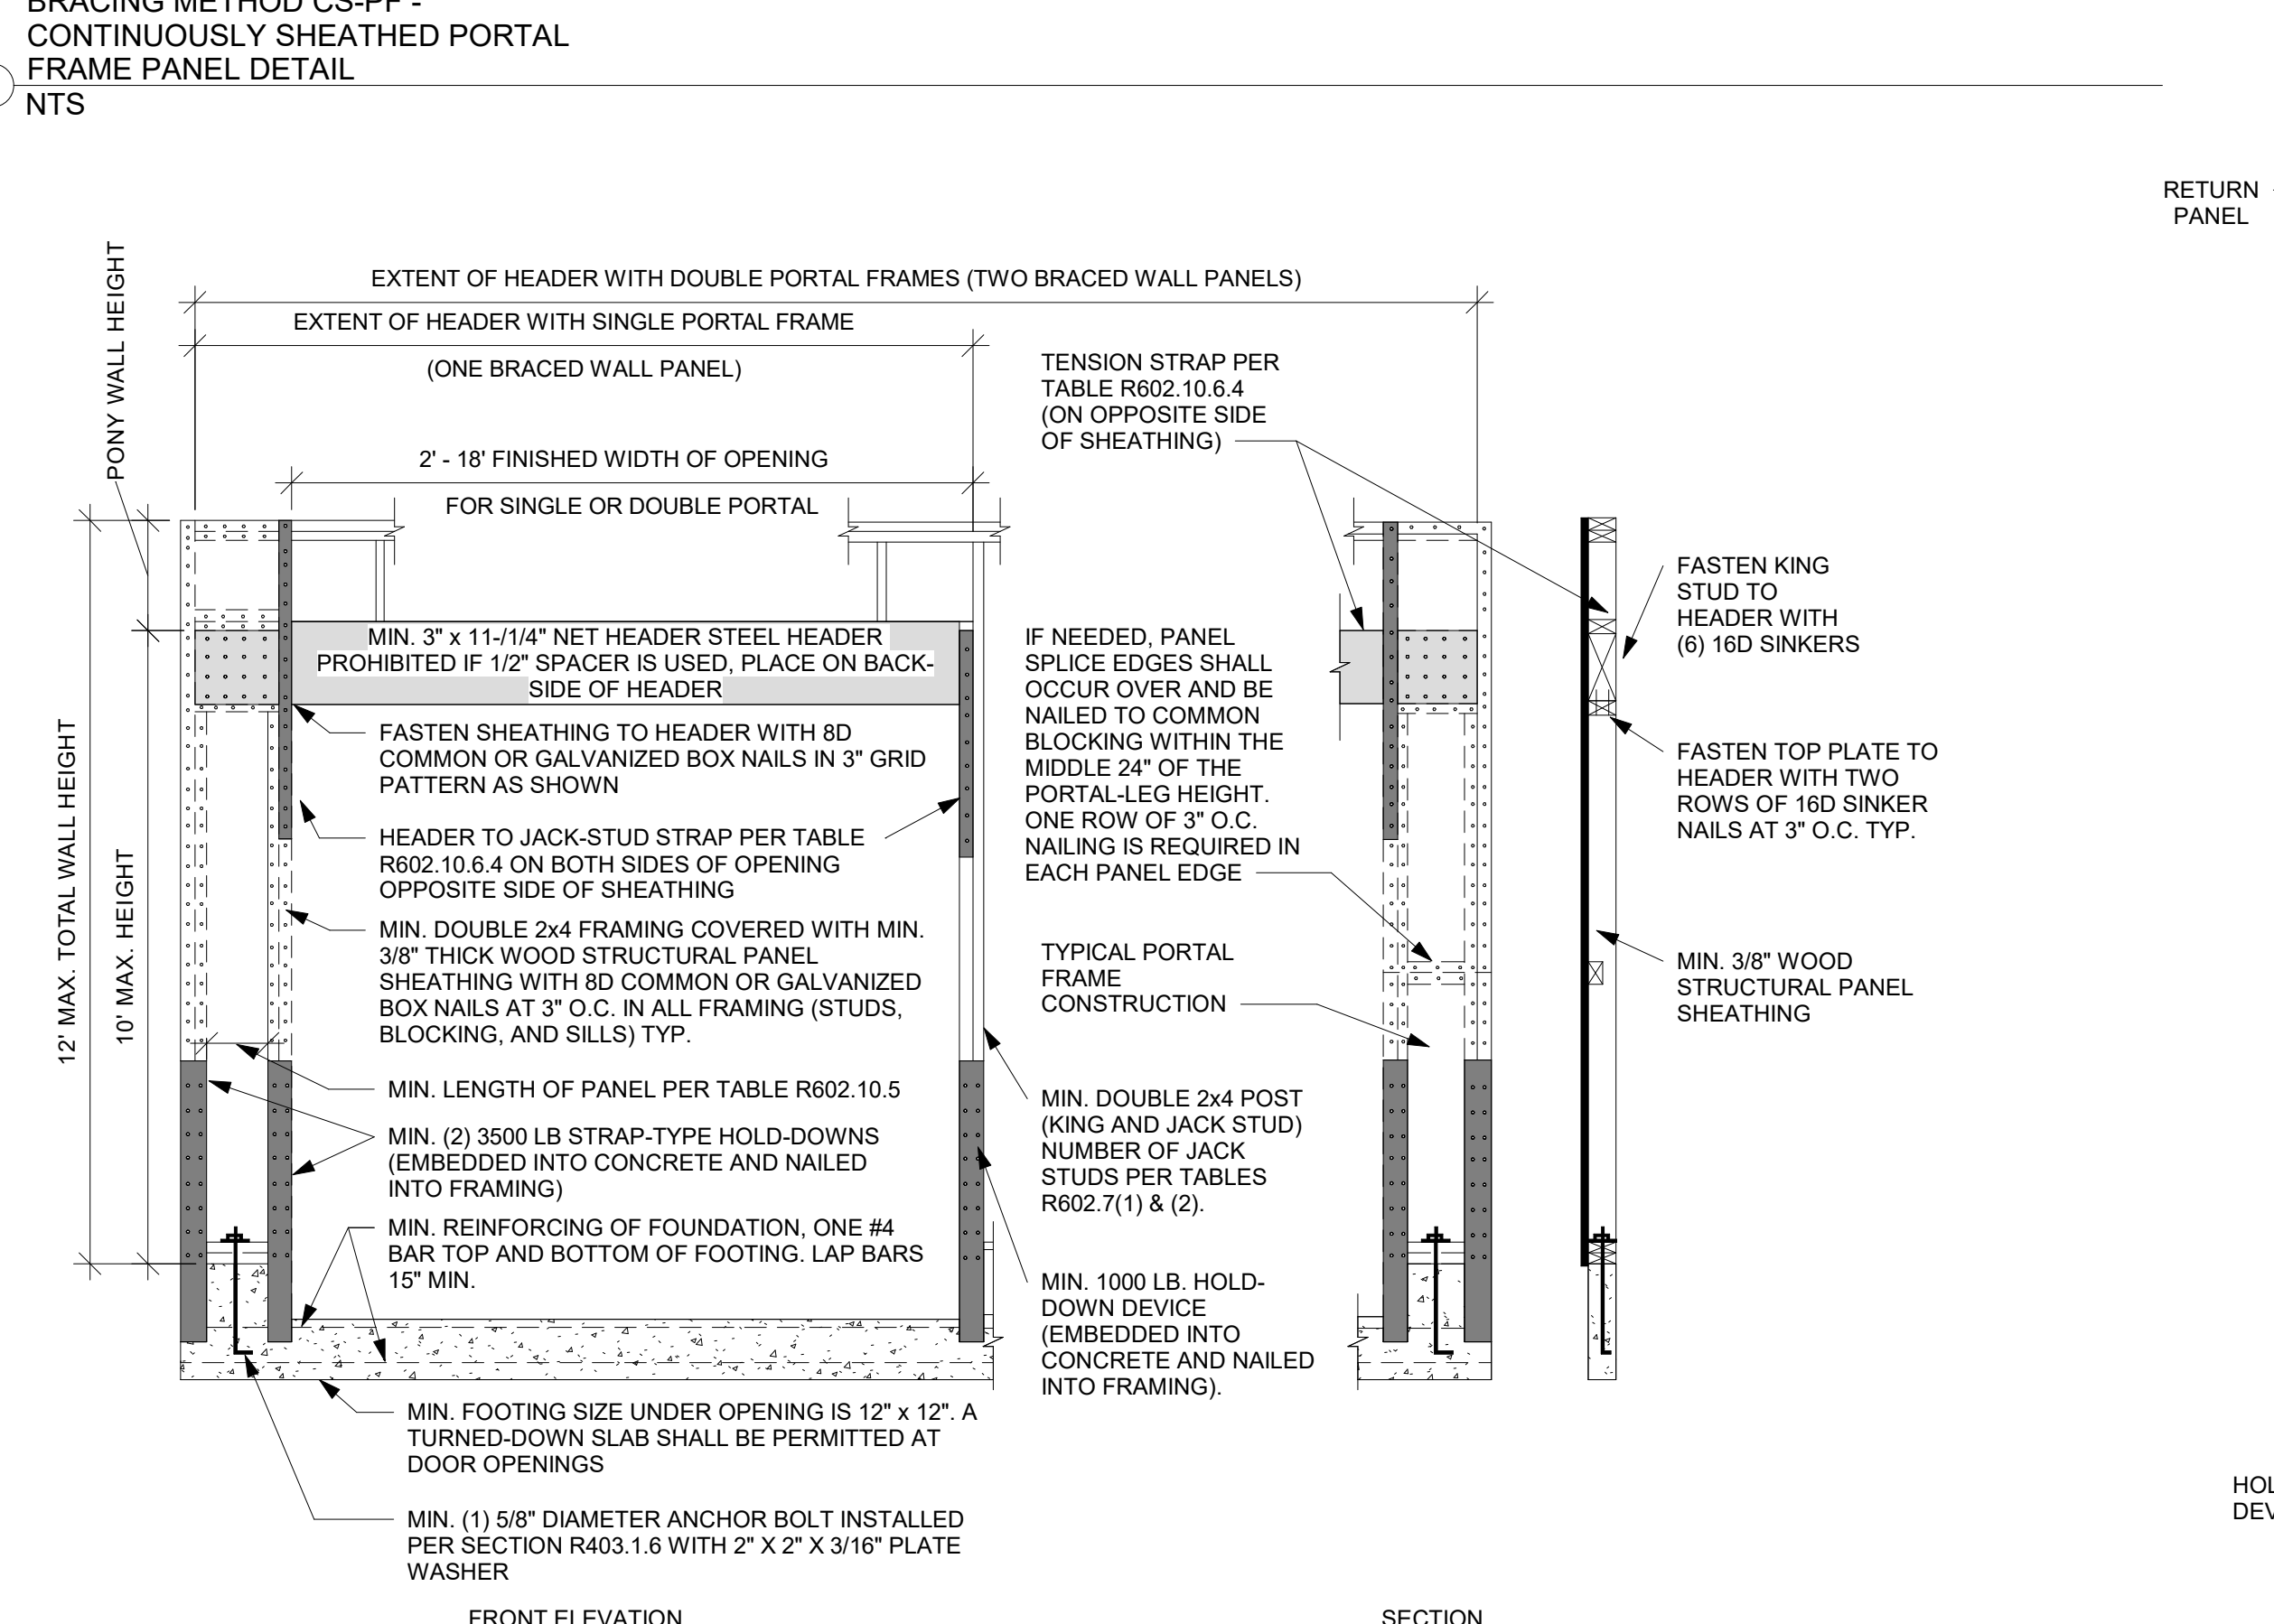 BRACING METHOD CS-PF -
CONTINUOUSLY SHEATHED PORTAL
FRAME PANEL DETAIL
NTS
RETURN
PANEL
PONY WALL HEIGHT
EXTENT OF HEADER WITH DOUBLE PORTAL FRAMES (TWO BRACED WALL PANELS)
EXTENT OF HEADER WITH SINGLE PORTAL FRAME
(ONE BRACED WALL PANEL)
2' - 18' FINISHED WIDTH OF OPENING
FOR SINGLE OR DOUBLE PORTAL
TENSION STRAP PER
TABLE R602.10.6.4
(ON OPPOSITE SIDE
OF SHEATHING)
MIN. 3" x 11-/1/4" NET HEADER STEEL HEADER
PROHIBITED IF 1/2" SPACER IS USED, PLACE ON BACK-
SIDE OF HEADER
FASTEN SHEATHING TO HEADER WITH 8D
COMMON OR GALVANIZED BOX NAILS IN 3" GRID
PATTERN AS SHOWN
HEADER TO JACK-STUD STRAP PER TABLE
R602.10.6.4 ON BOTH SIDES OF OPENING
OPPOSITE SIDE OF SHEATHING
MIN. DOUBLE 2x4 FRAMING COVERED WITH MIN.
3/8" THICK WOOD STRUCTURAL PANEL
SHEATHING WITH 8D COMMON OR GALVANIZED
BOX NAILS AT 3" O.C. IN ALL FRAMING (STUDS,
BLOCKING, AND SILLS) TYP.
12' MAX. TOTAL WALL HEIGHT
10' MAX. HEIGHT
MIN. LENGTH OF PANEL PER TABLE R602.10.5
MIN. (2) 3500 LB STRAP-TYPE HOLD-DOWNS
(EMBEDDED INTO CONCRETE AND NAILED
INTO FRAMING)
MIN. REINFORCING OF FOUNDATION, ONE #4
BAR TOP AND BOTTOM OF FOOTING. LAP BARS
15" MIN.
MIN. FOOTING SIZE UNDER OPENING IS 12" x 12". A
TURNED-DOWN SLAB SHALL BE PERMITTED AT
DOOR OPENINGS
MIN. (1) 5/8" DIAMETER ANCHOR BOLT INSTALLED
PER SECTION R403.1.6 WITH 2" X 2" X 3/16" PLATE
WASHER
IF NEEDED, PANEL
SPLICE EDGES SHALL
OCCUR OVER AND BE
NAILED TO COMMON
BLOCKING WITHIN THE
MIDDLE 24" OF THE
PORTAL-LEG HEIGHT.
ONE ROW OF 3" O.C.
NAILING IS REQUIRED IN
EACH PANEL EDGE
TYPICAL PORTAL
FRAME
CONSTRUCTION
MIN. DOUBLE 2x4 POST
(KING AND JACK STUD)
NUMBER OF JACK
STUDS PER TABLES
R602.7(1) & (2).
MIN. 1000 LB. HOLD-
DOWN DEVICE
(EMBEDDED INTO
CONCRETE AND NAILED
INTO FRAMING).
FASTEN KING
STUD TO
HEADER WITH
(6) 16D SINKERS
FASTEN TOP PLATE TO
HEADER WITH TWO
ROWS OF 16D SINKER
NAILS AT 3" O.C. TYP.
MIN. 3/8" WOOD
STRUCTURAL PANEL
SHEATHING
FRONT ELEVATION
SECTION